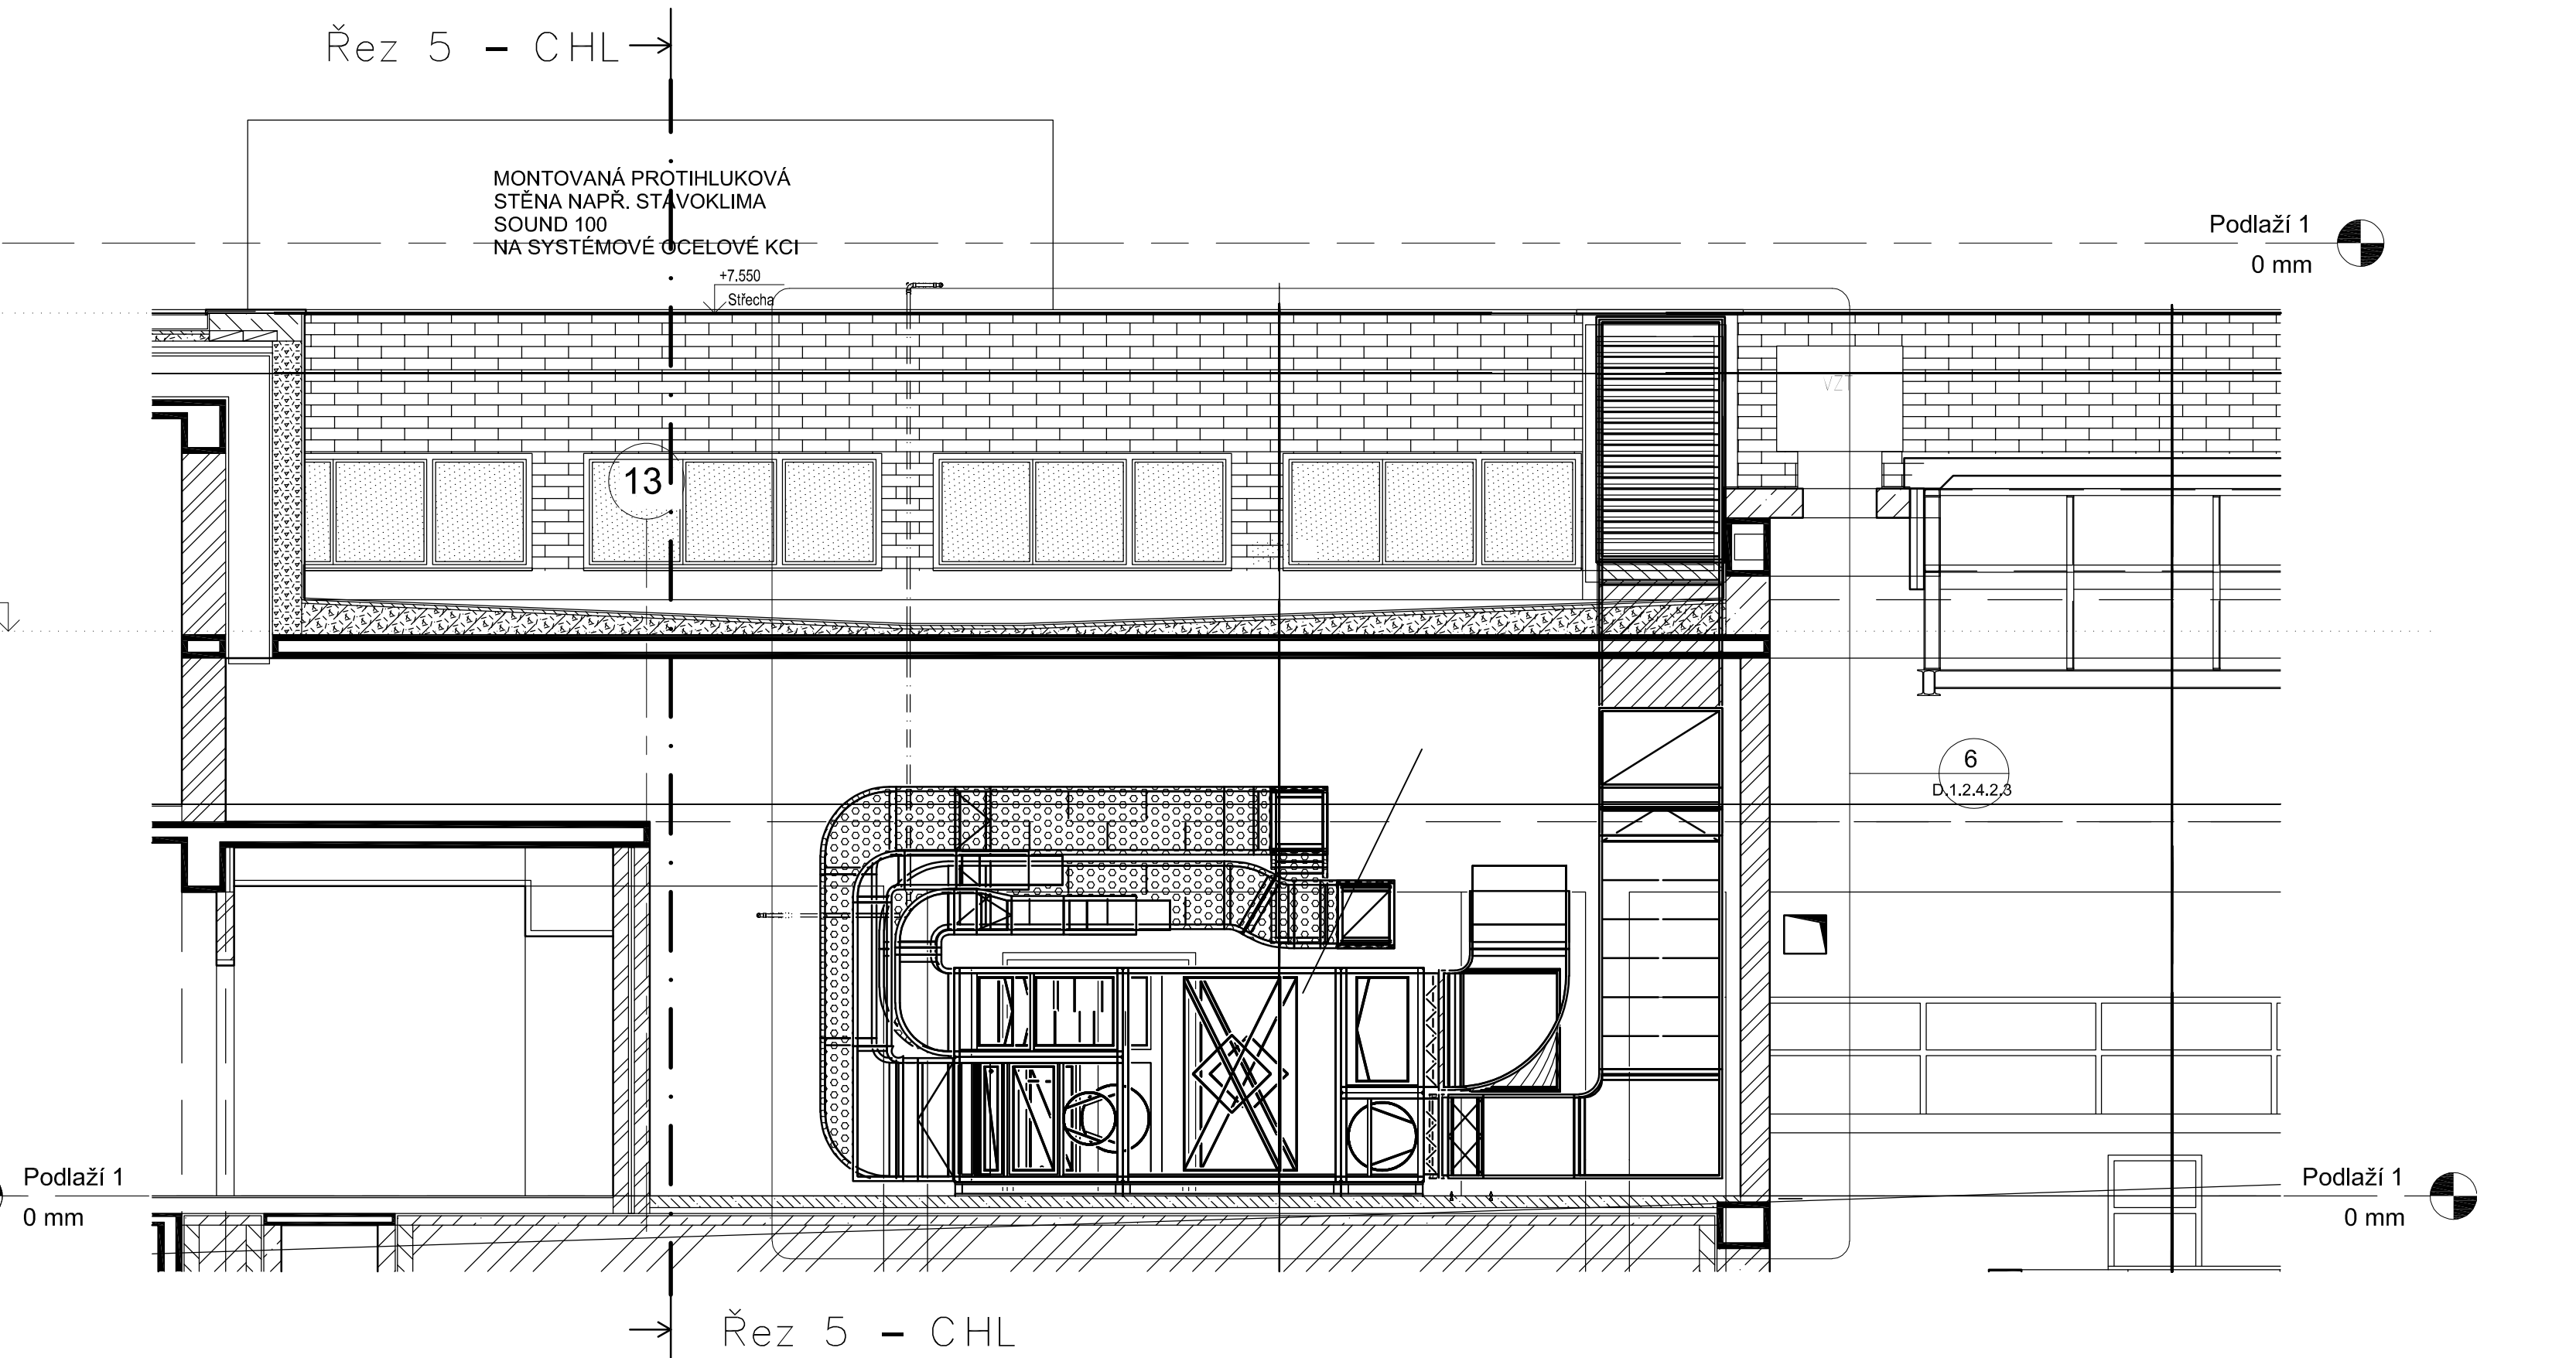 Řez 5 - CHL
MONTOVANÁ PROTIHLUKOVÁ
STĚNA NAPŘ. STAVOKLIMA
SOUND 100
NA SYSTÉMOVÉ OCELOVÉ KCI
Podlaží 1
0 mm
+7.550
Střecha
VZT
13
6
D.1.2.4.2.3
Podlaží 1
0 mm
Podlaží 1
0 mm
Řez 5 - CHL